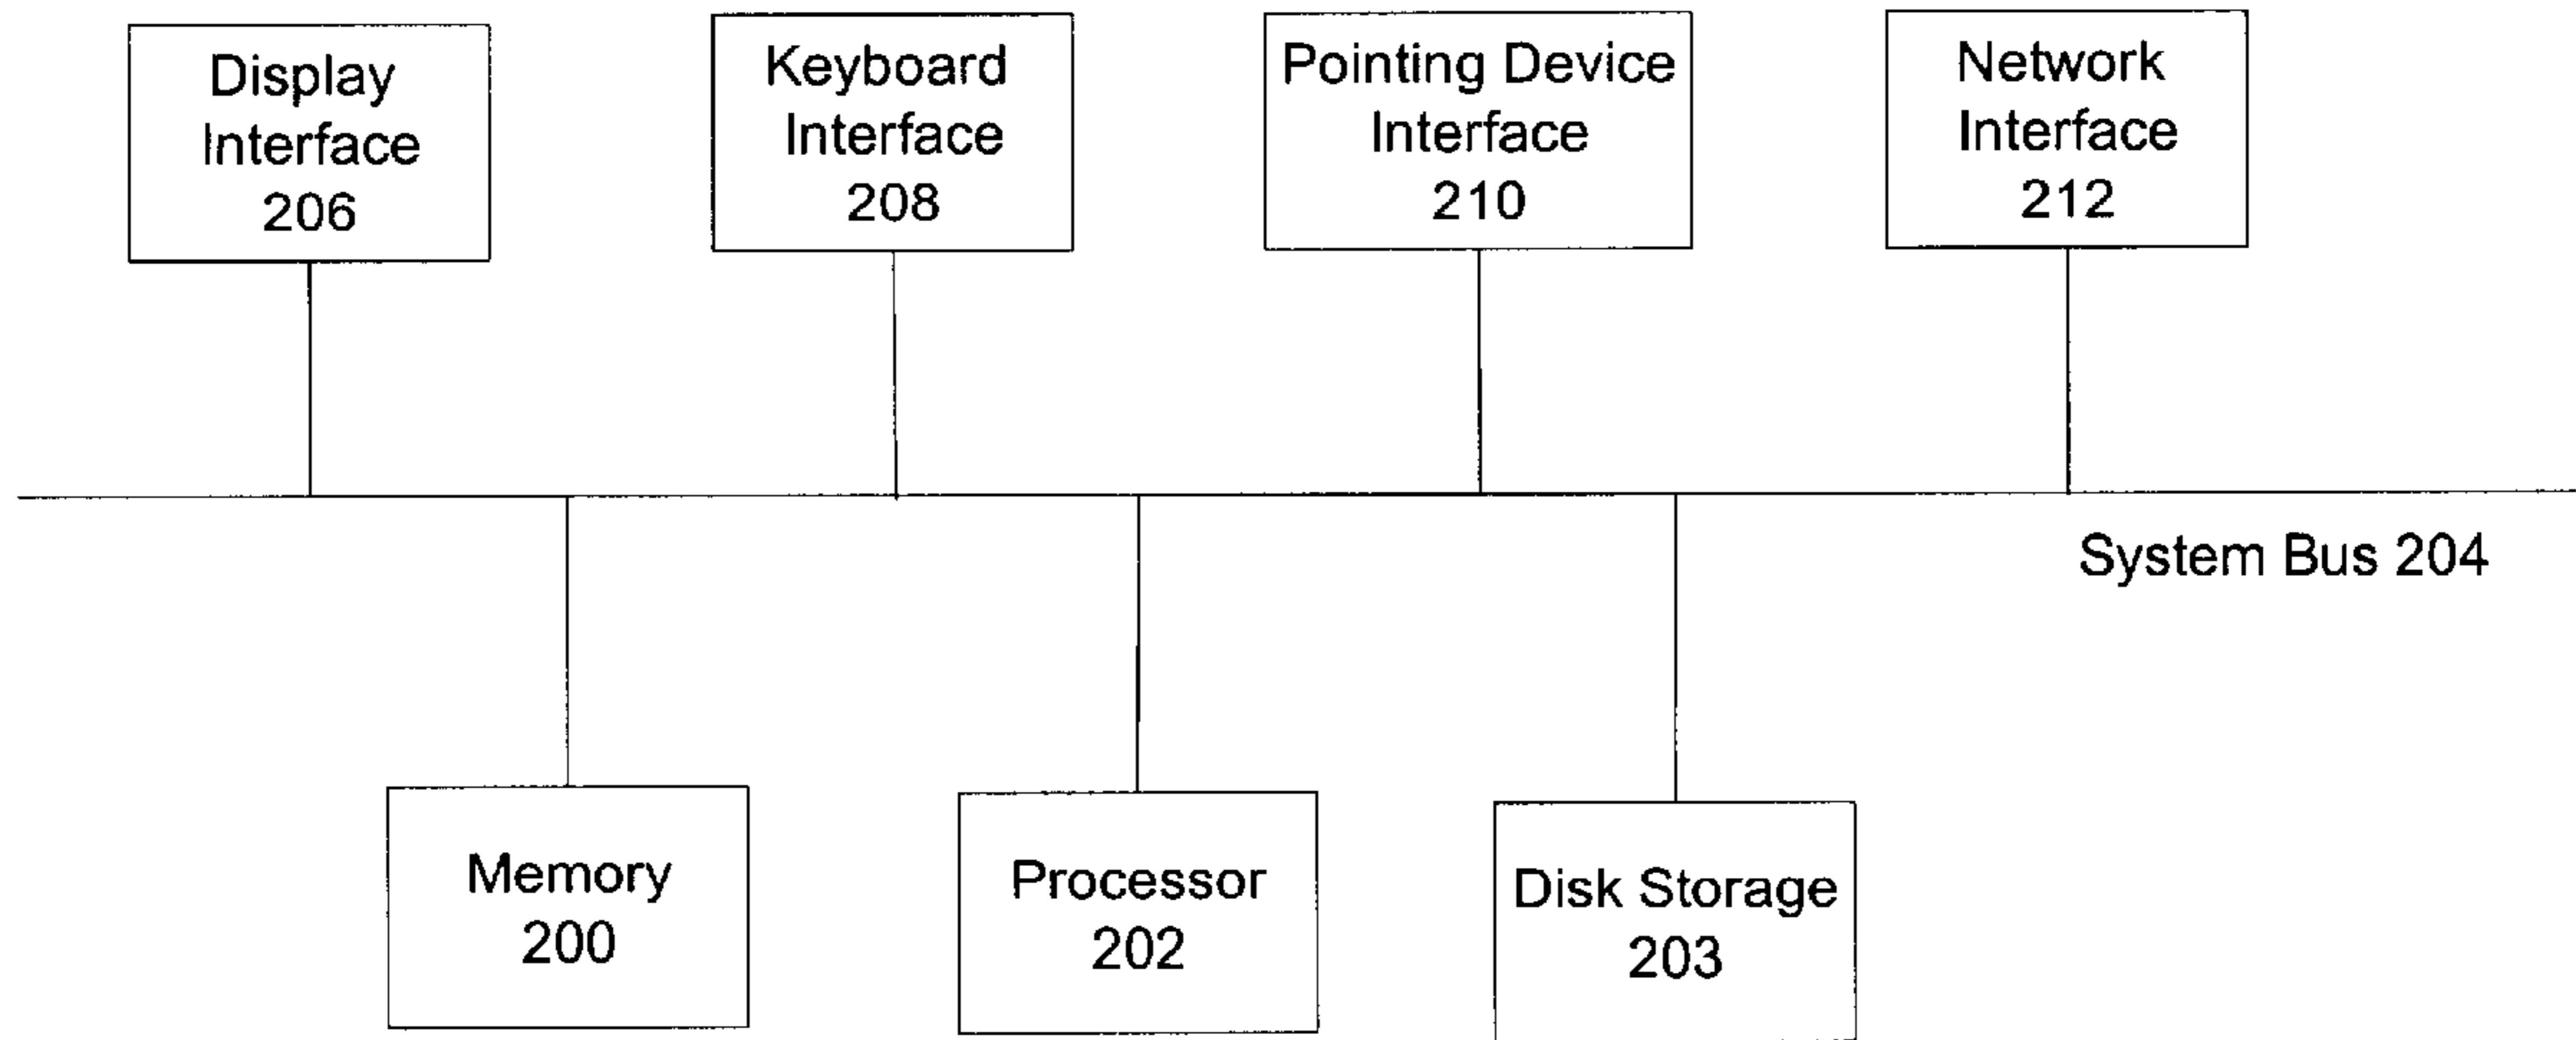 Display
Interface
206
Keyboard
Interface
208
Pointing Device
Interface
210
Network
Interface
212
System Bus 204
Memory
200
Processor
202
Disk Storage
203